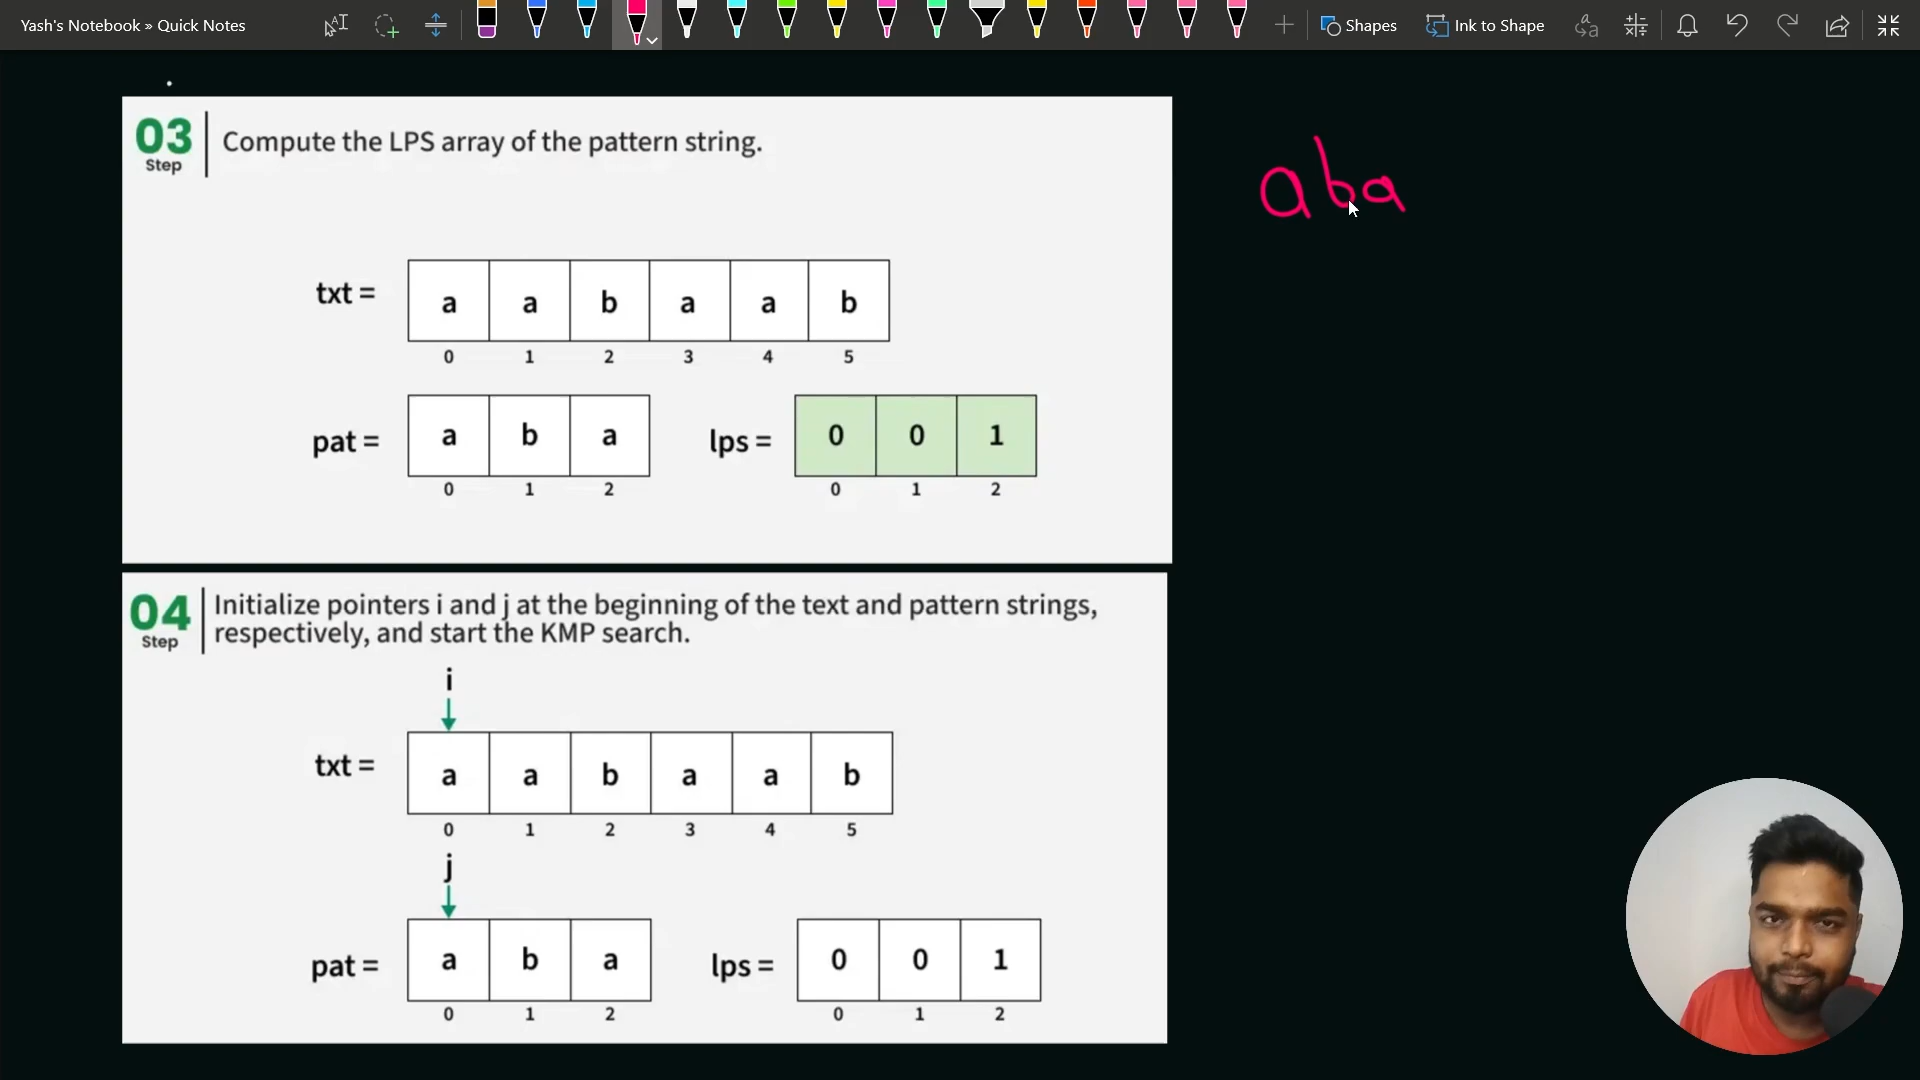 Yash's Notebook » Quick Notes
Shapes
Ink to Shape
03
Step
Compute the LPS array of the pattern string.
aba
txt = a a b a a b
0 1 2 3 4 5
pat = a b a lps = 0 0 1
0 1 2 0 1 2
04
Step
Initialize pointers i and j at the beginning of the text and pattern strings,
respectively, and start the KMP search.
i
txt = a a b a a b
0 1 2 3 4 5
j
pat = a b a lps = 0 0 1
0 1 2 0 1 2